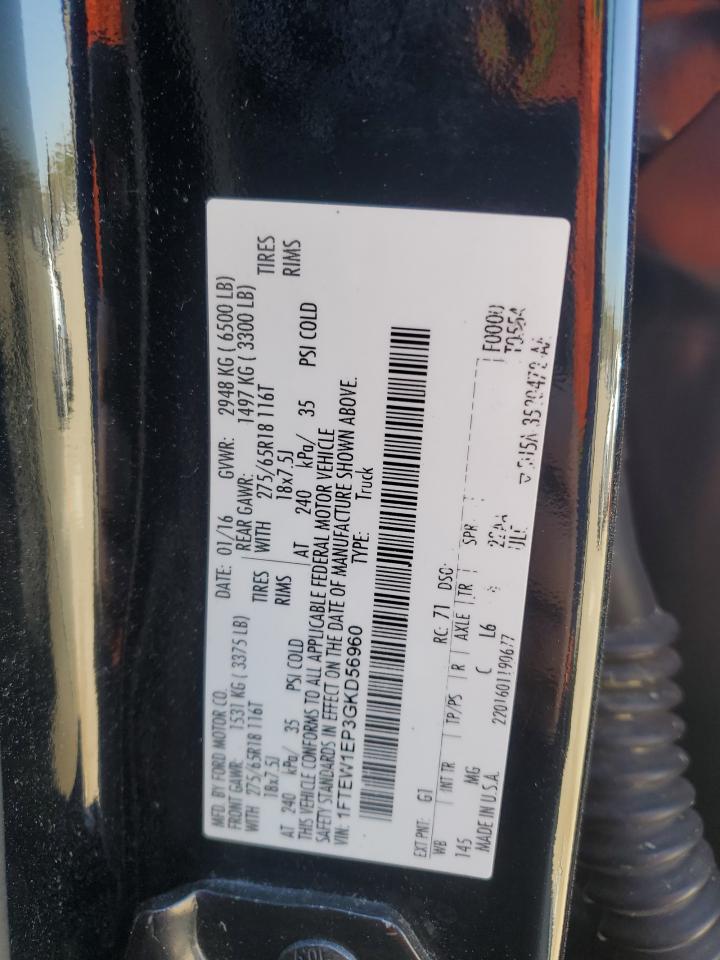 MFD. BY FORD MOTOR CO.
DATE: 01/16 GVWR: 2948 KG ( 6500 LB)
FRONT GAWR: 1531 KG ( 3375 LB)
REAR GAWR: 1497 KG ( 3300 LB)
WITH 275/65R18 116T TIRES
WITH 275/65R18 116T TIRES
18x7.5J RIMS
18x7.5J RIMS
AT 240 kPa/ 35 PSI COLD
AT 240 kPa/ 35 PSI COLD
THIS VEHICLE CONFORMS TO ALL APPLICABLE FEDERAL MOTOR VEHICLE
SAFETY STANDARDS IN EFFECT ON THE DATE OF MANUFACTURE SHOWN ABOVE.
VIN: 1FTEW1EP3GKD56960
TYPE: Truck
EXT PNT: G1 RC: 71 DSO:
WB INT TR TP/PS R AXLE TR SPR
145 MG C L6
MADE IN U.S.A.
220160119067?
F0000